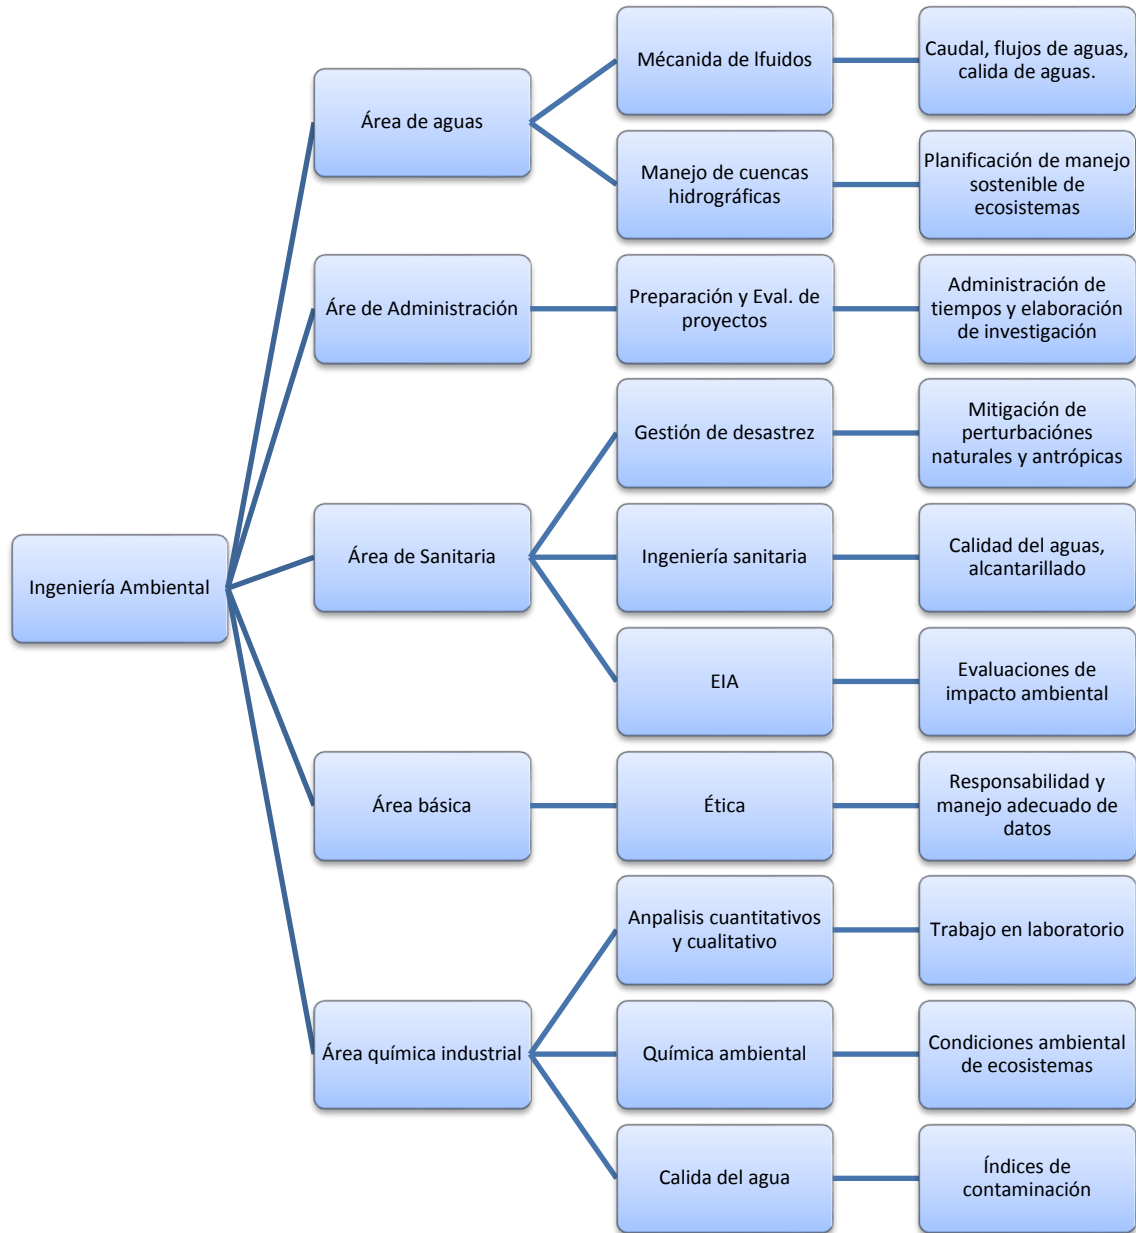 Ingeniería Ambiental
Área de aguas
Mécanida de lfuidos
Caudal, flujos de aguas,
calida de aguas.
Manejo de cuencas
hidrográficas
Planificación de manejo
sostenible de
ecosistemas
Áre de Administración
Preparación y Eval. de
proyectos
Administración de
tiempos y elaboración
de investigación
Área de Sanitaria
Gestión de desastrez
Mitigación de
perturbaciónes
naturales y antrópicas
Ingeniería sanitaria
Calidad del aguas,
alcantarillado
EIA
Evaluaciones de
impacto ambiental
Área básica
Ética
Responsabilidad y
manejo adecuado de
datos
Área química industrial
Anpalisis cuantitativos
y cualitativo
Trabajo en laboratorio
Química ambiental
Condiciones ambiental
de ecosistemas
Calida del agua
Índices de
contaminación